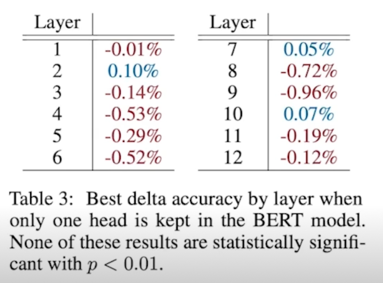 Layer Layer
1 -0.01% 7 0.05%
2 0.10% 8 -0.72%
3 -0.14% 9 -0.96%
4 -0.53% 10 0.07%
5 -0.29% 11 -0.19%
6 -0.52% 12 -0.12%
Table 3: Best delta accuracy by layer when
only one head is kept in the BERT model.
None of these results are statistically signifi-
cant with p < 0.01.